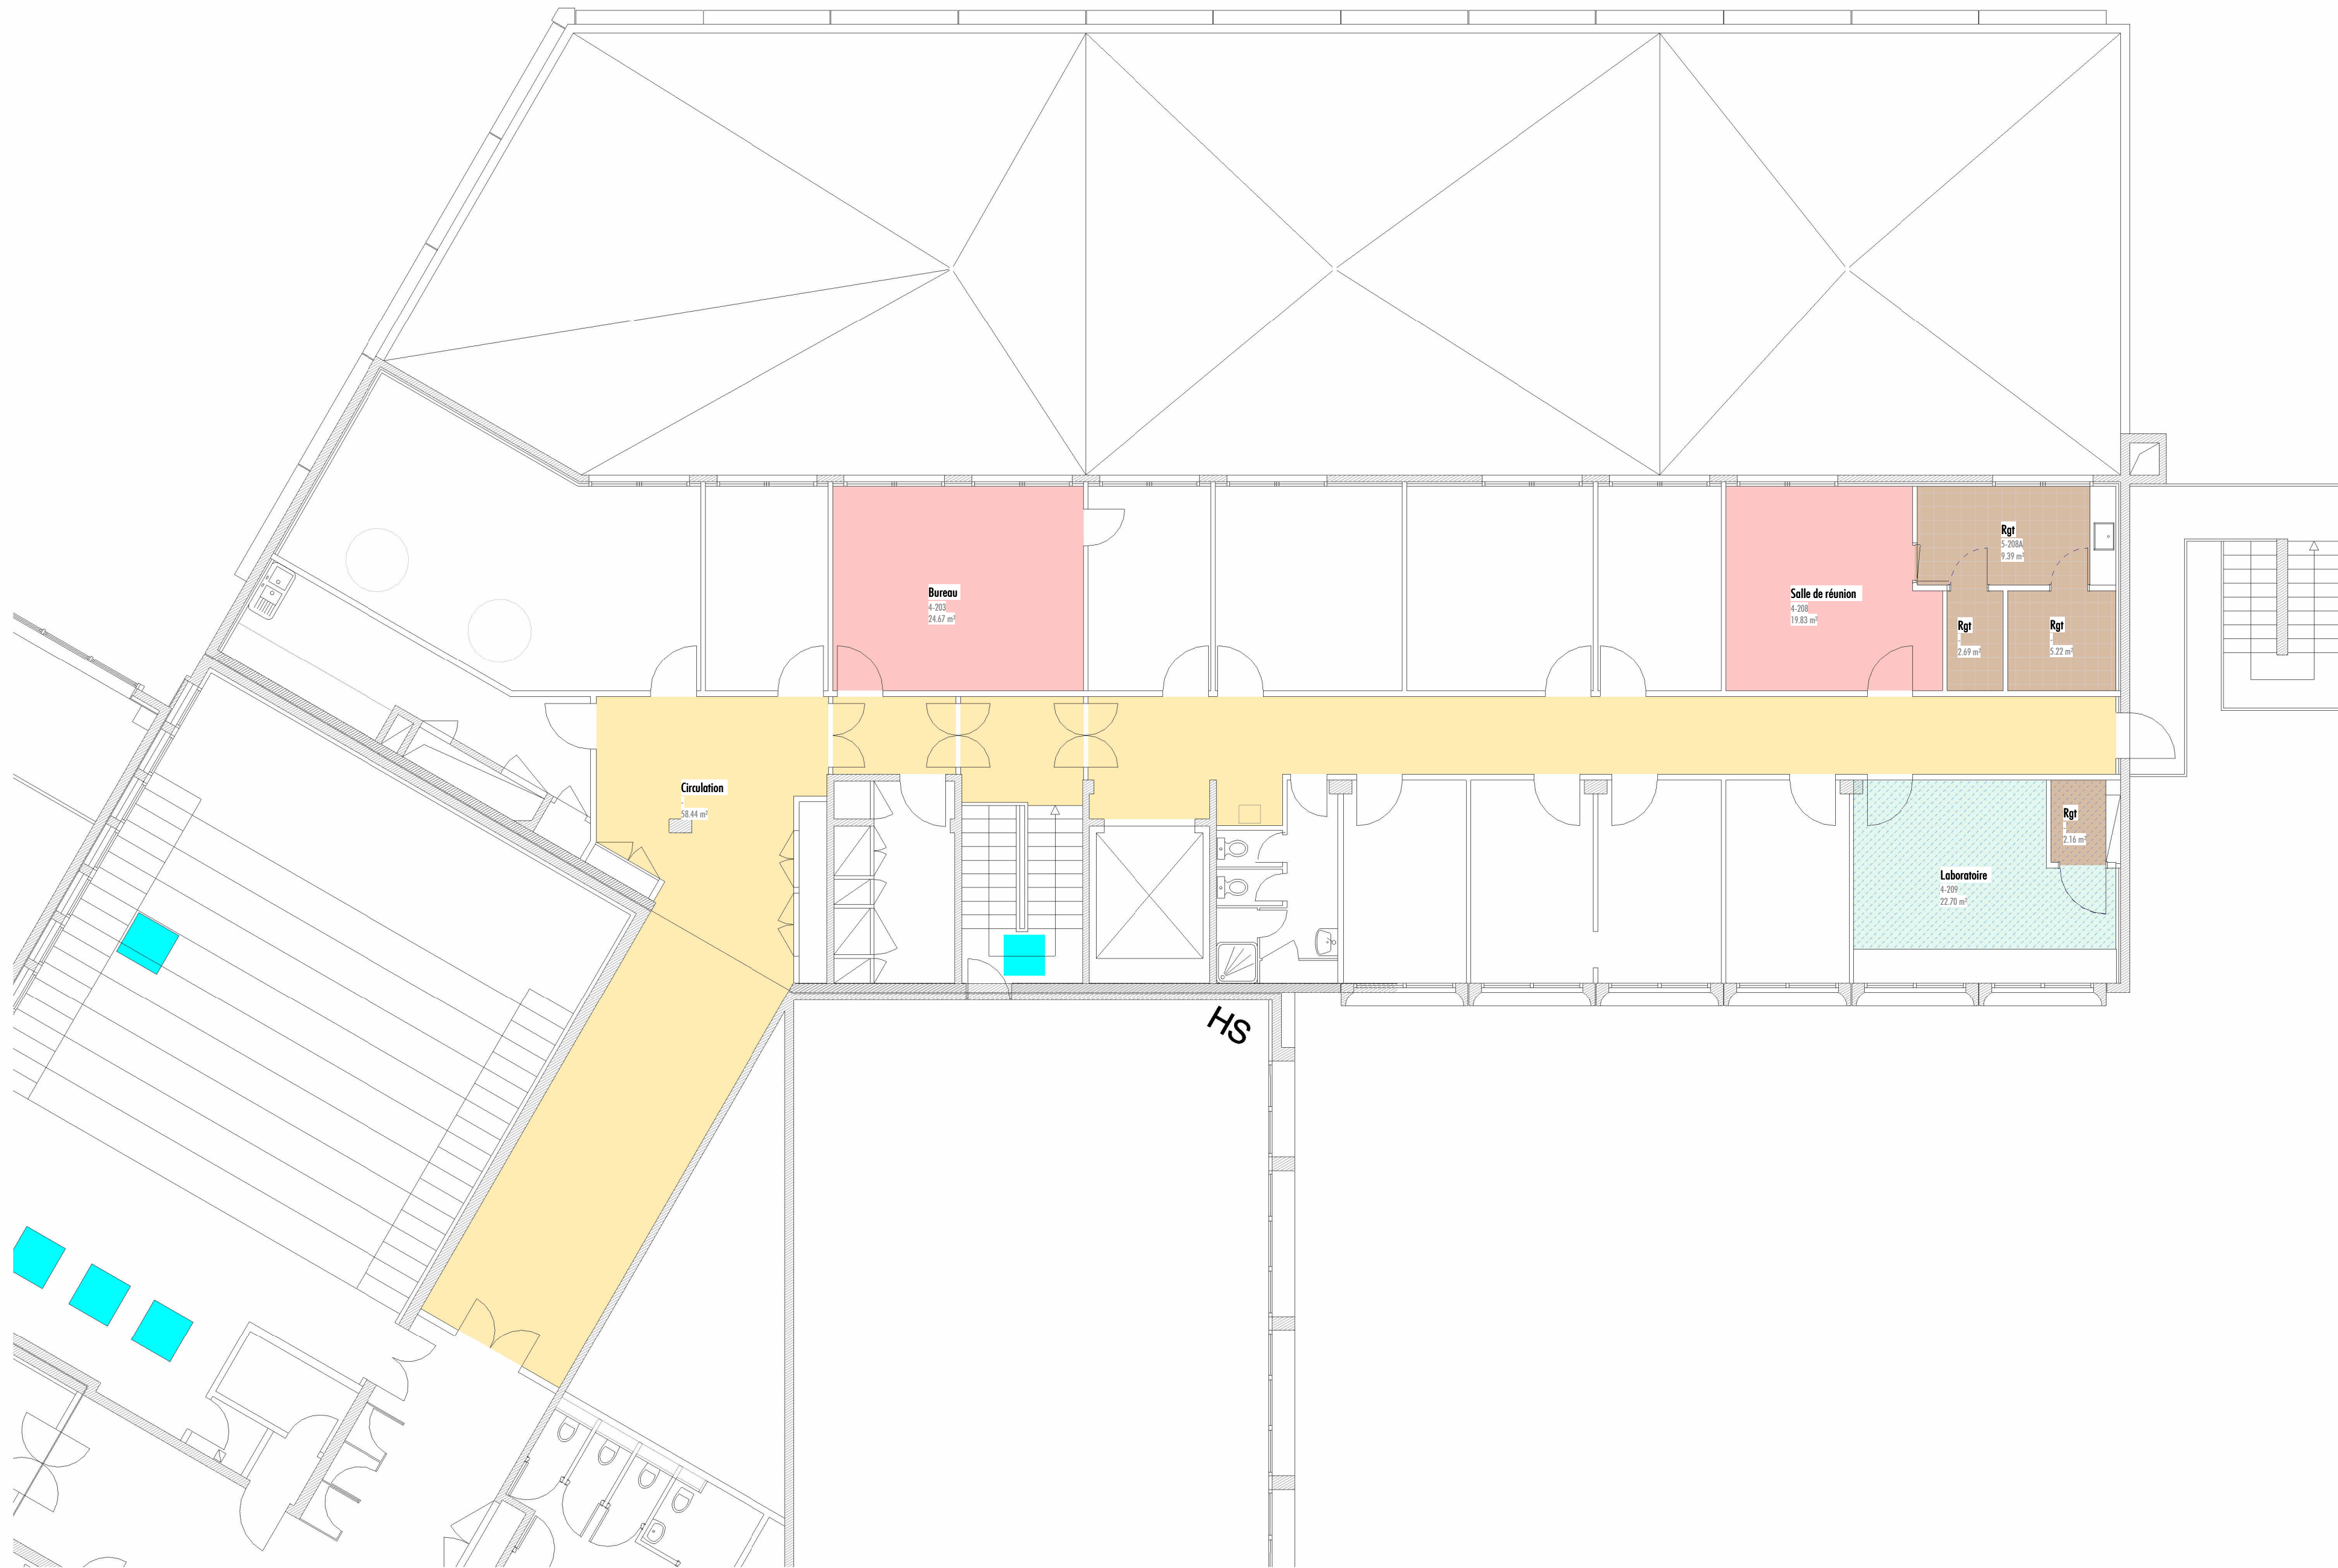 Bureau
4-203
24.67 m²
Salle de réunion
4-208
19.83 m²
Rgt
5-208A
9.39 m²
Rgt
-
2.69 m²
Rgt
-
5.22 m²
Circulation
-
58.44 m²
Rgt
-
2.16 m²
Laboratoire
4-209
22.70 m²
HS